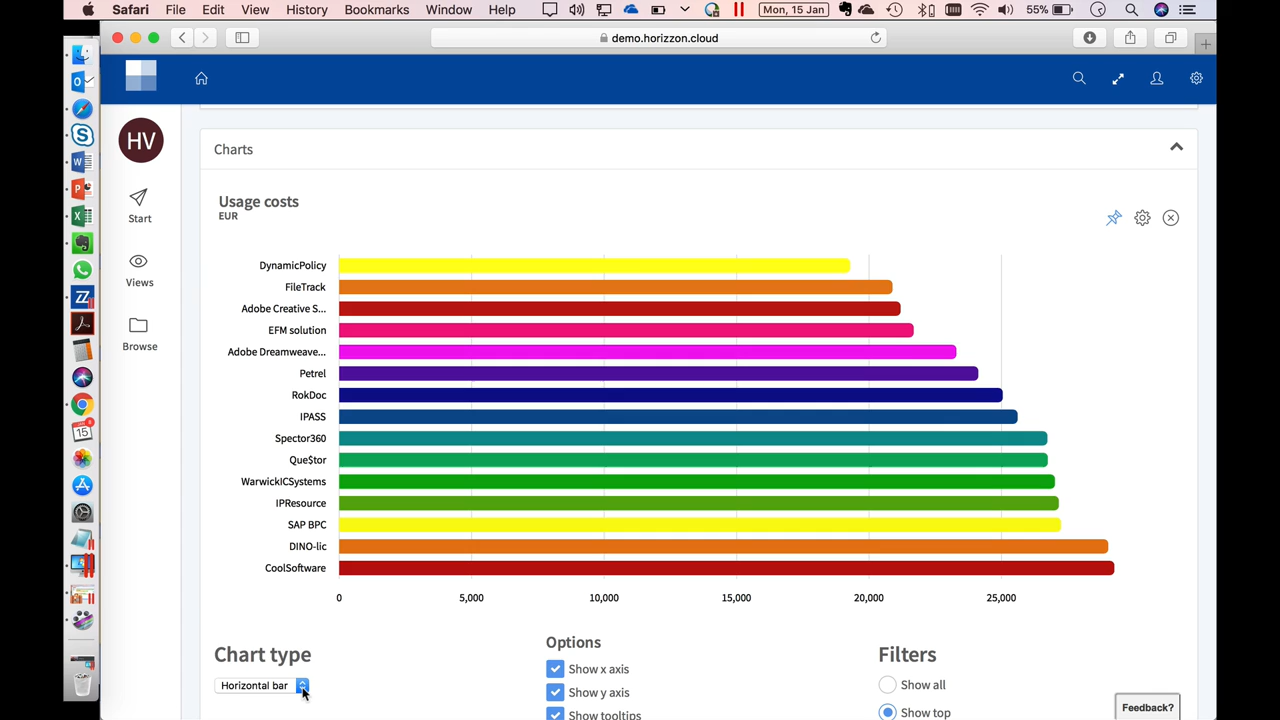 Safari File Edit View History Bookmarks Window Help Mon, 15 Jan 55%
demo.horizzon.cloud
HV
Start
Views
Browse
Charts
Usage costs
EUR
DynamicPolicy
FileTrack
Adobe Creative S...
EFM solution
Adobe Dreamweave...
Petrel
RokDoc
IPASS
Spector360
Que$tor
WarwickICSystems
IPResource
SAP BPC
DINO-lic
CoolSoftware
0 5,000 10,000 15,000 20,000 25,000
Chart type
Horizontal bar
Options
Show x axis
Show y axis
Show tooltips
Filters
Show all
Show top
Feedback?
15